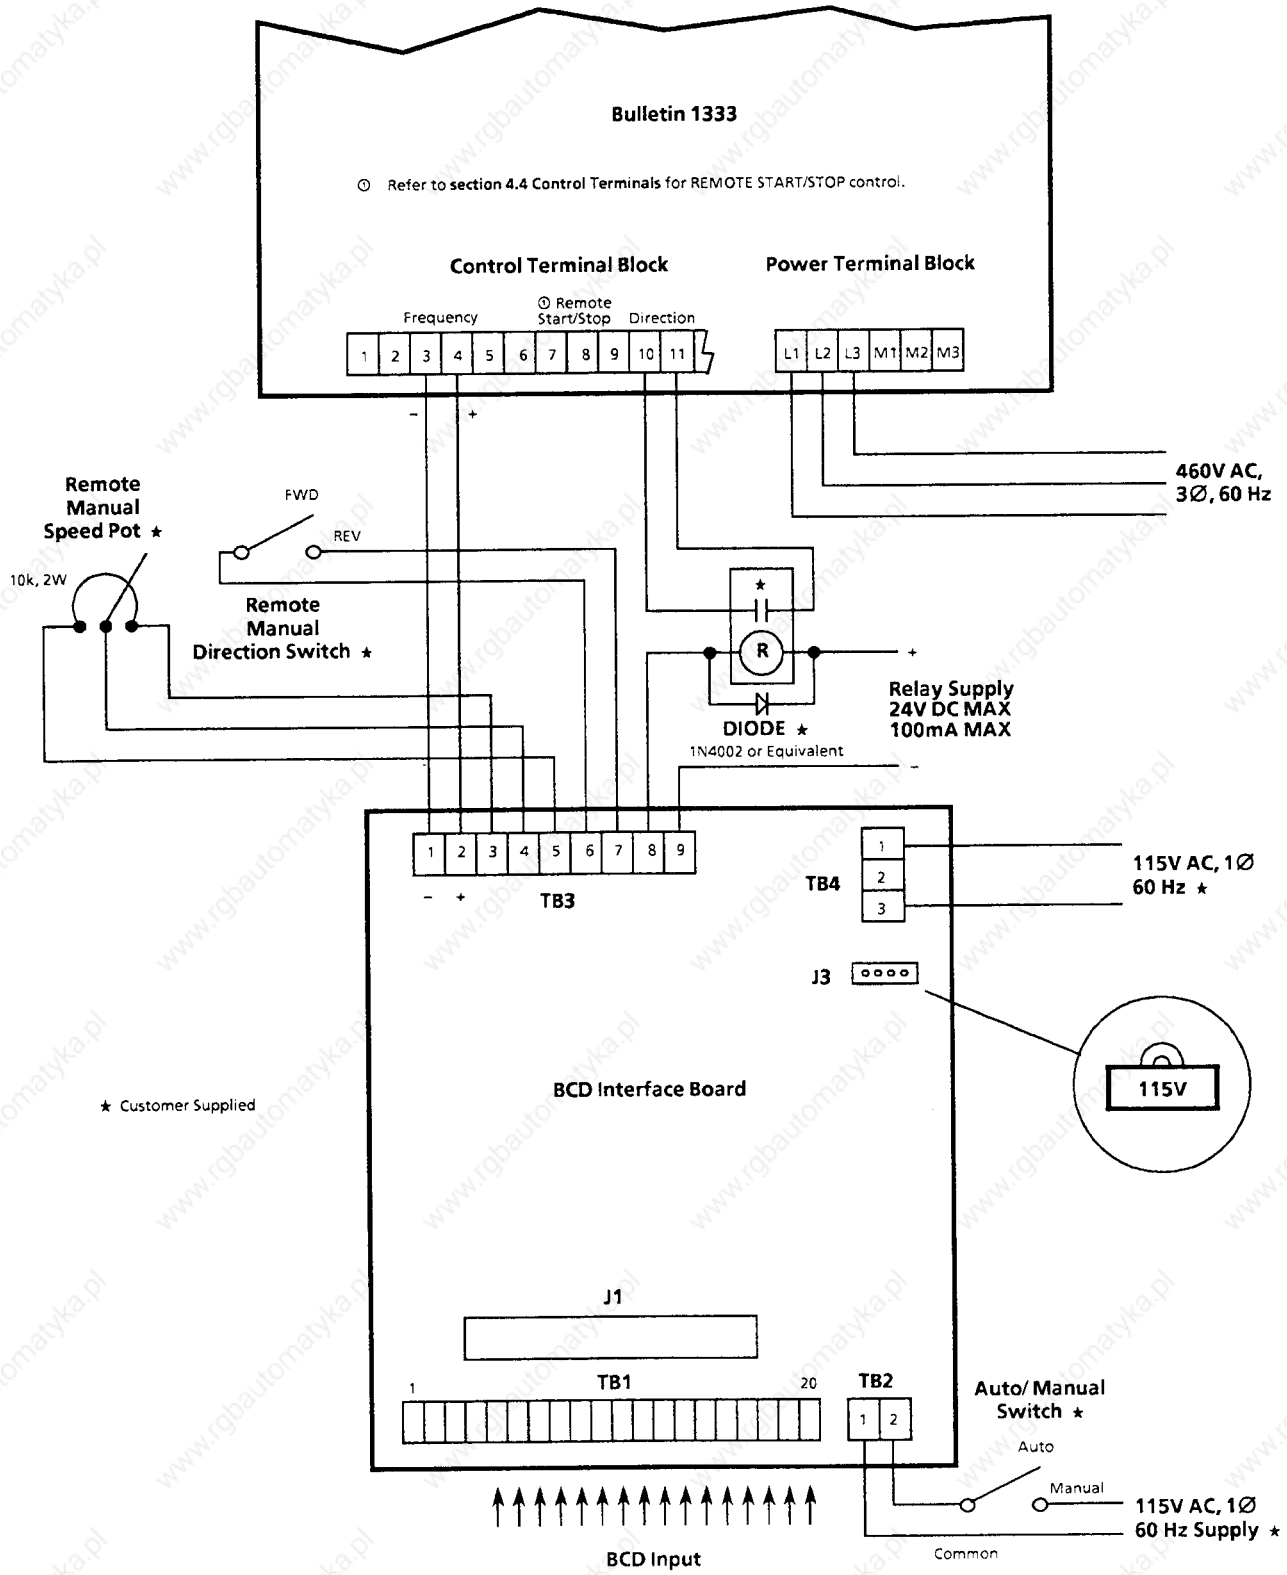 Bulletin 1333
① Refer to section 4.4 Control Terminals for REMOTE START/STOP control.
Control Terminal Block
Power Terminal Block
Frequency
① Remote
Start/Stop
Direction
1 2 3 4 5 6 7 8 9 10 11
L1 L2 L3 M1 M2 M3
- +
460V AC,
3Ø, 60 Hz
Remote
Manual
Speed Pot ★
10k, 2W
FWD
REV
Remote
Manual
Direction Switch ★
★
R
+
Relay Supply
24V DC MAX
100mA MAX
DIODE ★
1N4002 or Equivalent
-
1 2 3 4 5 6 7 8 9
- +
TB3
TB4
1
2
3
115V AC, 1Ø
60 Hz ★
J3
115V
BCD Interface Board
★ Customer Supplied
J1
1
TB1
20
TB2
1 2
Auto/ Manual
Switch ★
Auto
Manual
115V AC, 1Ø
60 Hz Supply ★
Common
BCD Input
www.rgbautomatyka.pl